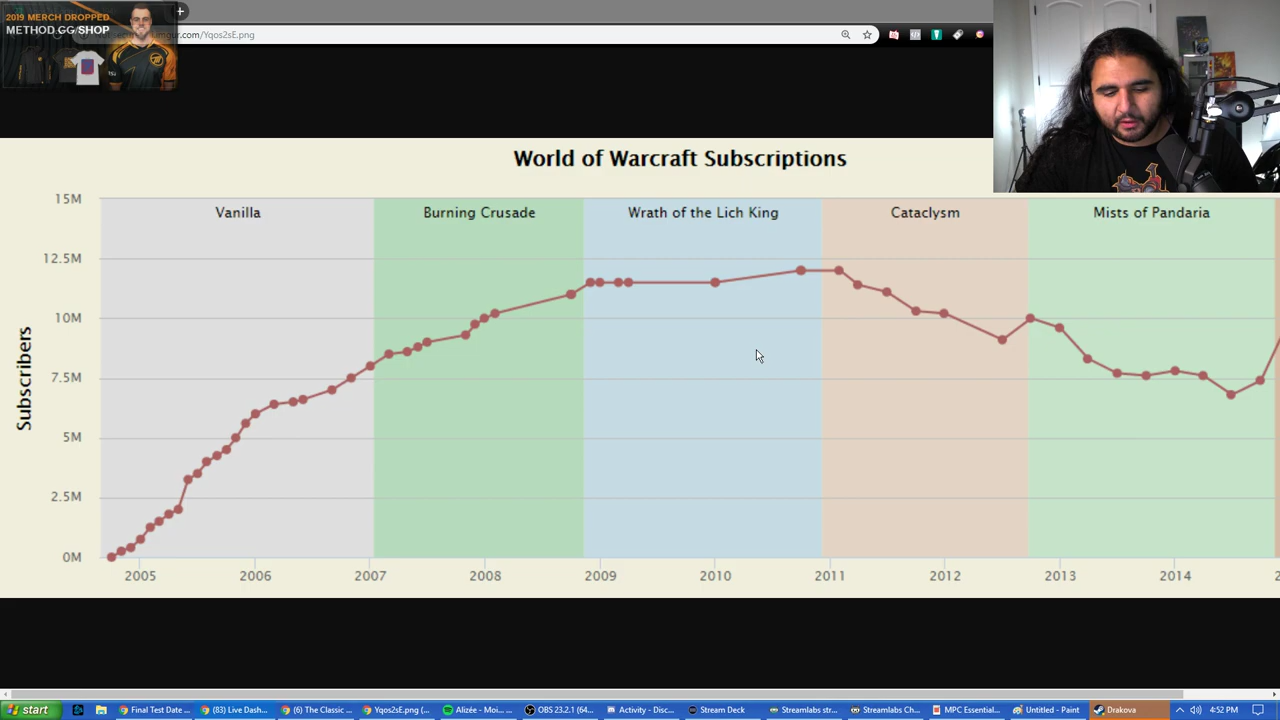 2019 MERCH DROPPED
METHOD.GG/SHOP
imgur.com/Yqos2sE.png
World of Warcraft Subscriptions
15M
Vanilla
Burning Crusade
Wrath of the Lich King
Cataclysm
Mists of Pandaria
12.5M
10M
7.5M
5M
2.5M
0M
Subscribers
2005
2006
2007
2008
2009
2010
2011
2012
2013
2014
2
start
Final Test Date ...
(83) Live Dash...
(6) The Classic ...
Yqos2sE.png (...
Alizée - Moi... ...
OBS 23.2.1 (64...
Activity - Disc...
Stream Deck
Streamlabs str...
Streamlabs Ch...
MPC Essential...
Untitled - Paint
Drakova
4:52 PM